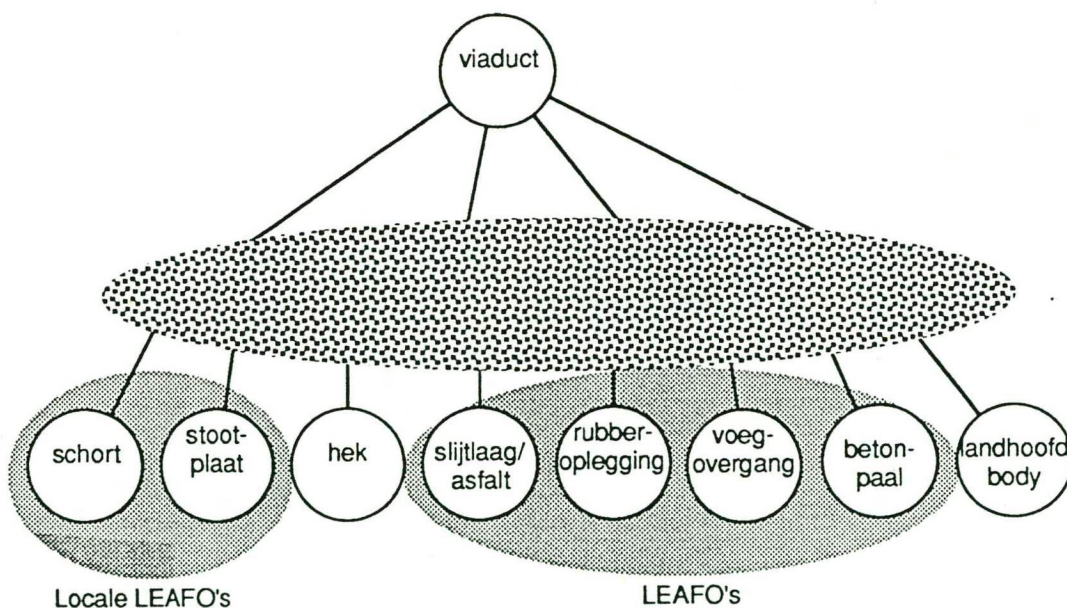 viaduct
schort
stoot-
plaat
hek
slijtlaag/
asfalt
rubber-
oplegging
voeg-
overgang
beton-
paal
landhoofd
body
Locale LEAFO's
LEAFO's